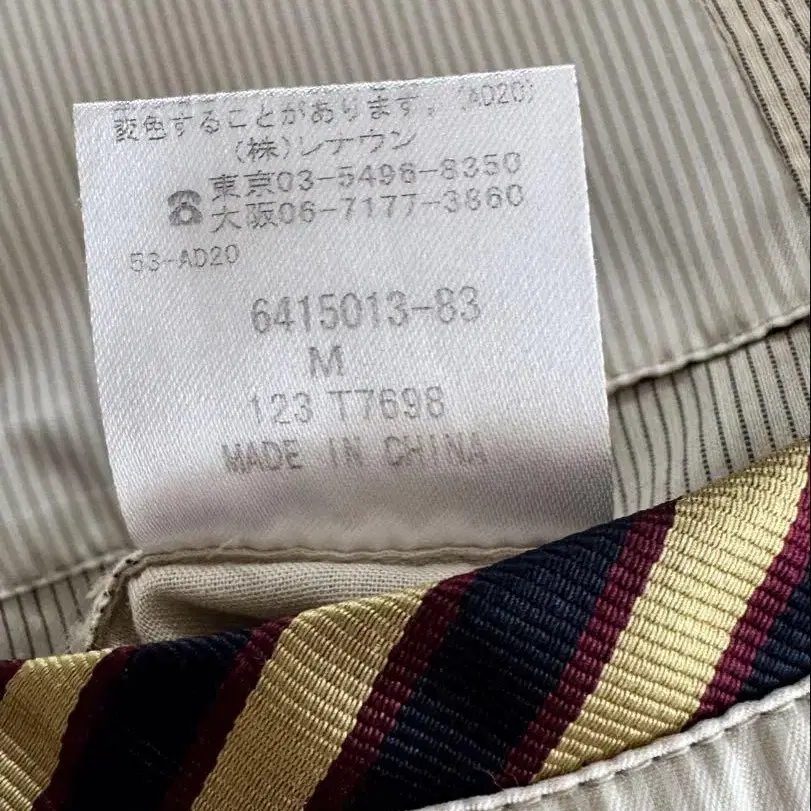 変色することがあります。(AD20)
(株)レナウン
☎東京03-5496-8350
大阪06-7177-3860
53-AD20
6415013-83
M
123 T7698
MADE IN CHINA